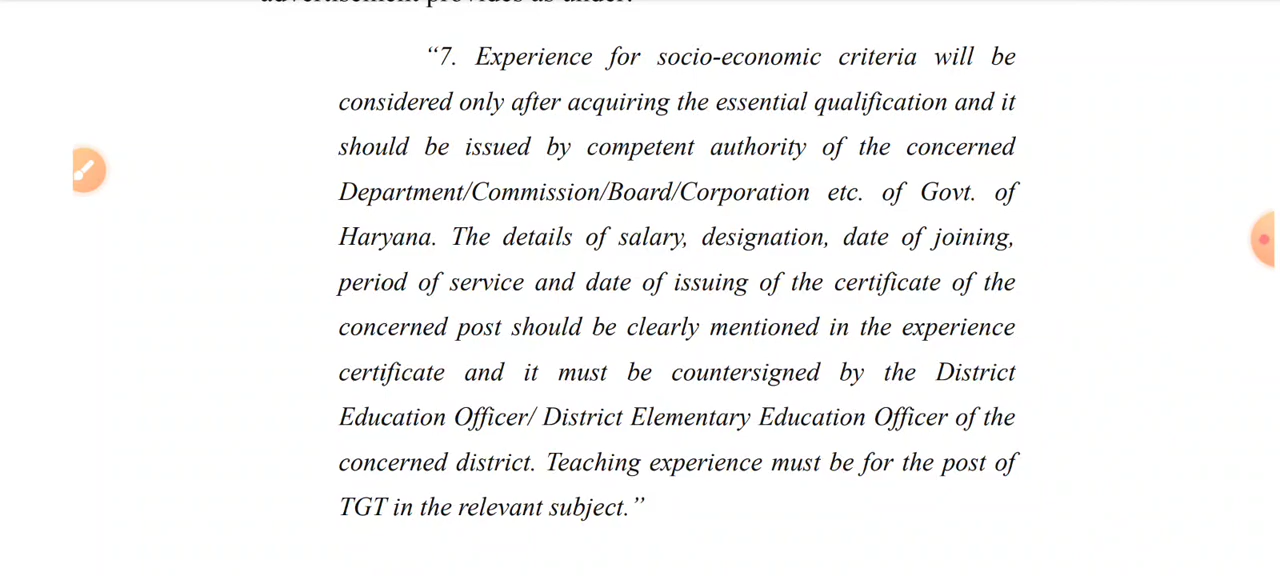 advertisement provides as under:
“7. Experience for socio-economic criteria will be
considered only after acquiring the essential qualification and it
should be issued by competent authority of the concerned
Department/Commission/Board/Corporation etc. of Govt. of
Haryana. The details of salary, designation, date of joining,
period of service and date of issuing of the certificate of the
concerned post should be clearly mentioned in the experience
certificate and it must be countersigned by the District
Education Officer/ District Elementary Education Officer of the
concerned district. Teaching experience must be for the post of
TGT in the relevant subject.”